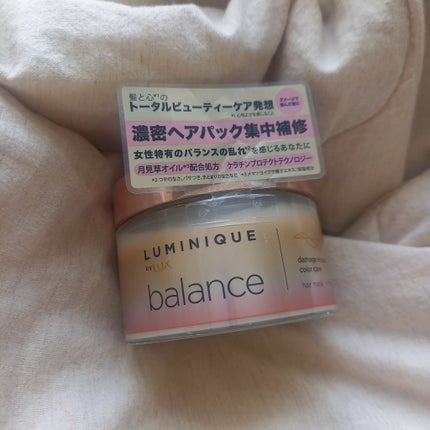 髪と心*¹の
トータルビューティーケア発想
濃密ヘアパック集中補修
女性特有のバランスの乱れ*²を感じるあなたに
月見草オイル*³配合処方 ケラチンプロテクトテクノロジー
LUMINIQUE
BY LUX
balance
damage
color care
hair mask